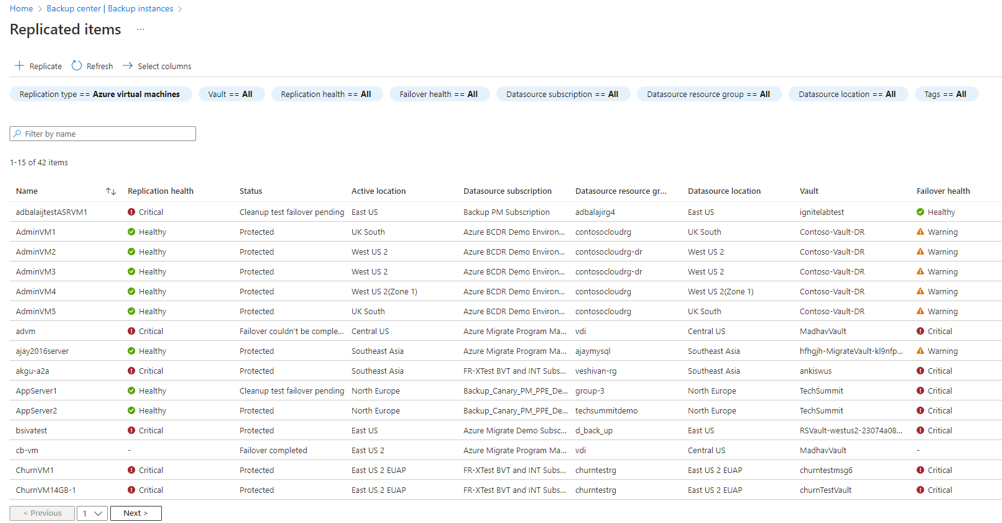 Home > Backup center | Backup instances >
Replicated items ...
Replicate Refresh Select columns
Replication type == Azure virtual machines Vault == All Replication health == All Failover health == All Datasource subscription == All Datasource resource group == All Datasource location == All Tags == All
Filter by name
1-15 of 42 items
Name Replication health Status Active location Datasource subscription Datasource resource gr... Datasource location Vault Failover health
adbalaijtestASRVM1 Critical Cleanup test failover pending East US Backup PM Subscription adbalajirg4 East US ignitelabtest Healthy
AdminVM1 Healthy Protected UK South Azure BCDR Demo Environ... contosocloudrg UK South Contoso-Vault-DR Warning
AdminVM2 Healthy Protected West US 2 Azure BCDR Demo Environ... contosocloudrg-dr West US 2 Contoso-Vault-DR Warning
AdminVM3 Healthy Protected West US 2 Azure BCDR Demo Environ... contosocloudrg-dr West US 2 Contoso-Vault-DR Warning
AdminVM4 Healthy Protected West US 2(Zone 1) Azure BCDR Demo Environ... contosocloudrg West US 2(Zone 1) Contoso-Vault-DR Warning
AdminVM5 Healthy Protected UK South Azure BCDR Demo Environ... contosocloudrg UK South Contoso-Vault-DR Warning
advm Critical Failover couldn't be comple... Central US Azure Migrate Program Ma... vdi Central US MadhavVault Critical
ajay2016server Healthy Protected Southeast Asia Azure Migrate Program Ma... ajaymysql Southeast Asia hfhgjh-MigrateVault-kl9nfp... Warning
akgu-a2a Critical Protected Southeast Asia FR-XTest BVT and INT Subs... veshivan-rg Southeast Asia ankiswus Critical
AppServer1 Healthy Cleanup test failover pending North Europe Backup_Canary_PM_PPE_De... group-3 North Europe TechSummit Critical
AppServer2 Healthy Protected North Europe Backup_Canary_PM_PPE_De... techsummitdemo North Europe TechSummit Critical
bsivatest Critical Protected East US Azure Migrate Demo Subsc... d_back_up East US RSVault-westus2-23074a08... Critical
cb-vm - Failover completed East US 2 Azure Migrate Program Ma... vdi Central US MadhavVault -
ChurnVM1 Critical Protected East US 2 EUAP FR-XTest BVT and INT Subs... churntestrg East US 2 EUAP churntestmsg6 Critical
ChurnVM14GB-1 Critical Protected East US 2 EUAP FR-XTest BVT and INT Subs... churntestrg East US 2 EUAP churnTestVault Critical
< Previous 1 Next >